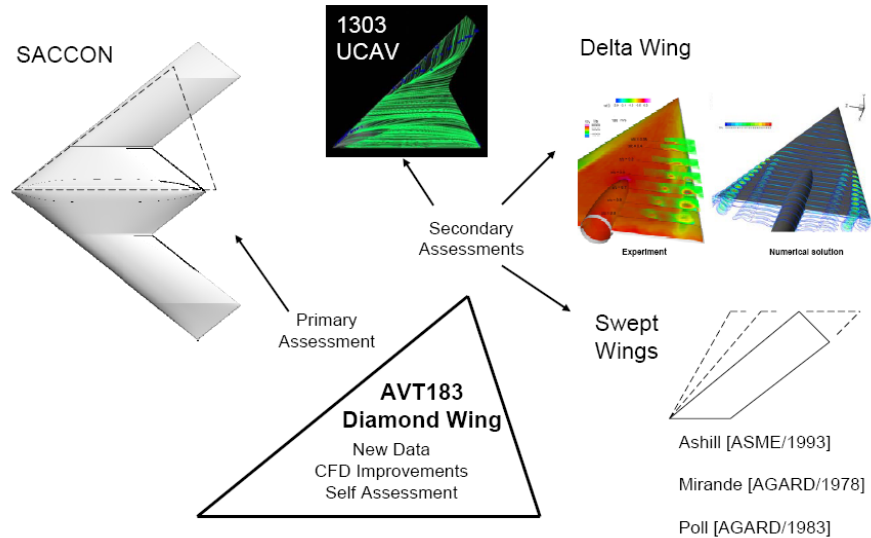 SACCON
1303
UCAV
Delta Wing
Experiment
Numerical solution
Secondary
Assessments
Primary
Assessment
Swept
Wings
AVT183
Diamond Wing
New Data
CFD Improvements
Self Assessment
Ashill [ASME/1993]
Mirande [AGARD/1978]
Poll [AGARD/1983]